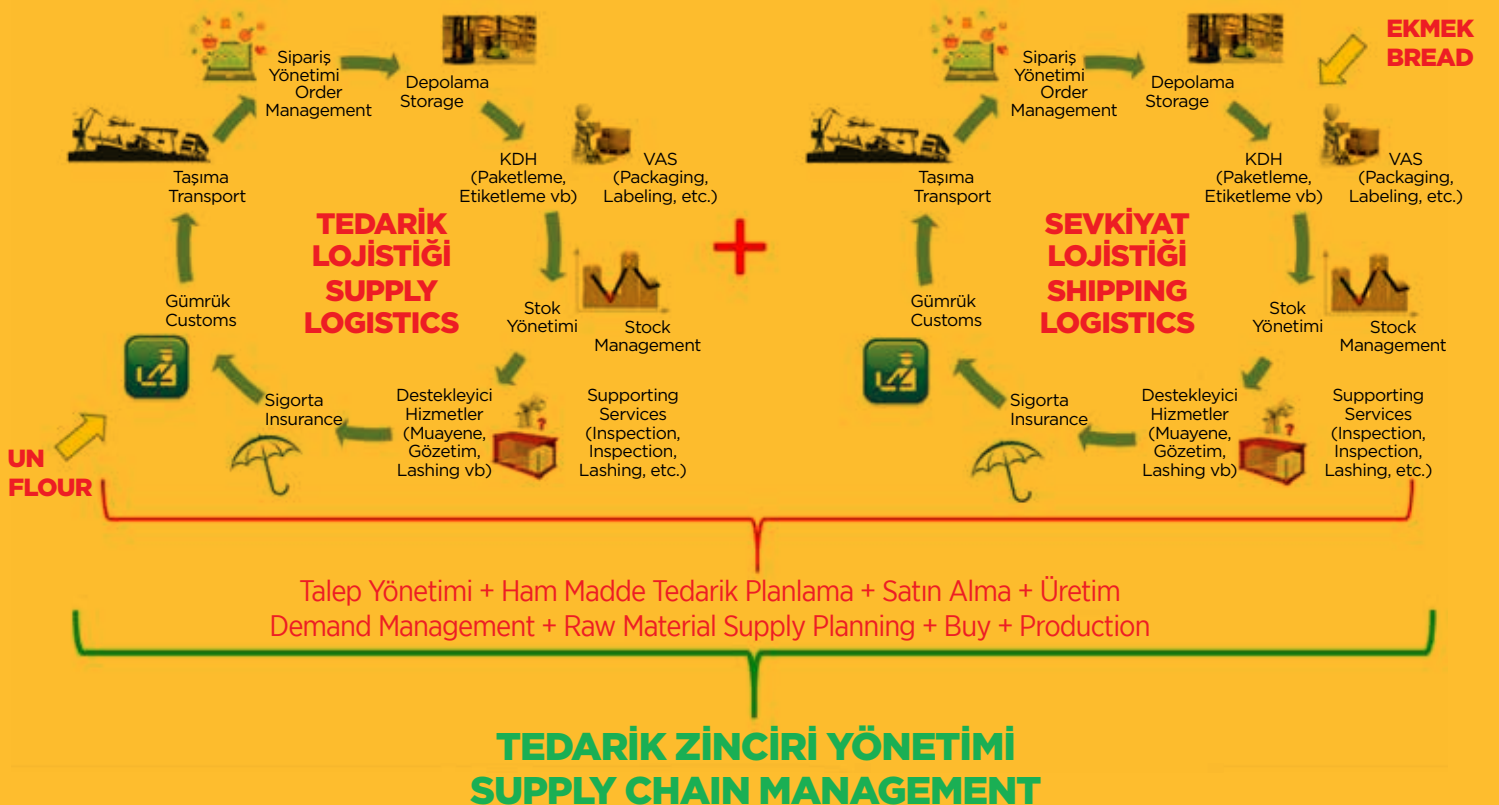 EKMEK
BREAD
Sipariş
Yönetimi
Order
Management
Depolama
Storage
KDH
(Paketleme,
Etiketleme vb)
VAS
(Packaging,
Labeling, etc.)
Taşıma
Transport
TEDARİK
LOJİSTİĞİ
SUPPLY
LOGISTICS
Gümrük
Customs
Stok
Yönetimi
Stock
Management
Sigorta
Insurance
Destekleyici
Hizmetler
(Muayene,
Gözetim,
Lashing vb)
?
Supporting
Services
(Inspection,
Inspection,
Lashing, etc.)
UN
FLOUR
+
Sipariş
Yönetimi
Order
Management
Depolama
Storage
KDH
(Paketleme,
Etiketleme vb)
VAS
(Packaging,
Labeling, etc.)
Taşıma
Transport
SEVKİYAT
LOJİSTİĞİ
SHIPPING
LOGISTICS
Gümrük
Customs
Stok
Yönetimi
Stock
Management
Sigorta
Insurance
Destekleyici
Hizmetler
(Muayene,
Gözetim,
Lashing vb)
?
Supporting
Services
(Inspection,
Inspection,
Lashing, etc.)
Talep Yönetimi + Ham Madde Tedarik Planlama + Satın Alma + Üretim
Demand Management + Raw Material Supply Planning + Buy + Production
TEDARİK ZİNCİRİ YÖNETİMİ
SUPPLY CHAIN MANAGEMENT